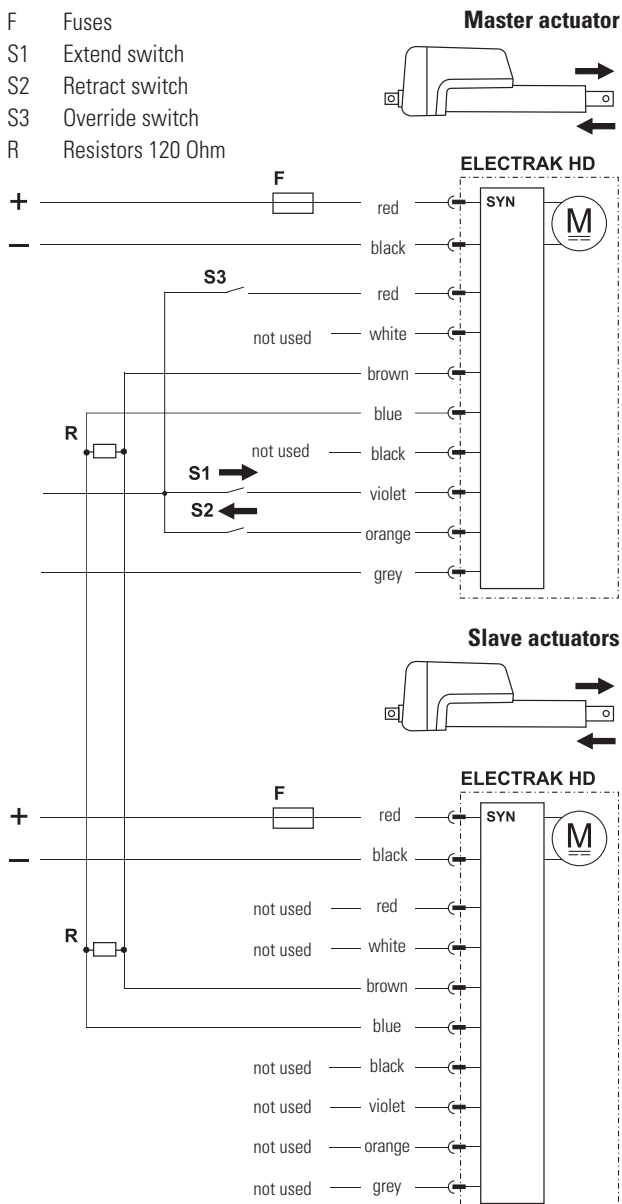 F Fuses
S1 Extend switch
S2 Retract switch
S3 Override switch
R Resistors 120 Ohm
Master actuator
ELECTRAK HD
+ F red SYN M
– black
S3 red
not used white
brown
blue
R
not used black
S1 violet
S2 orange
grey
Slave actuators
ELECTRAK HD
+ F red SYN M
– black
not used red
R not used white
brown
blue
not used black
not used violet
not used orange
not used grey